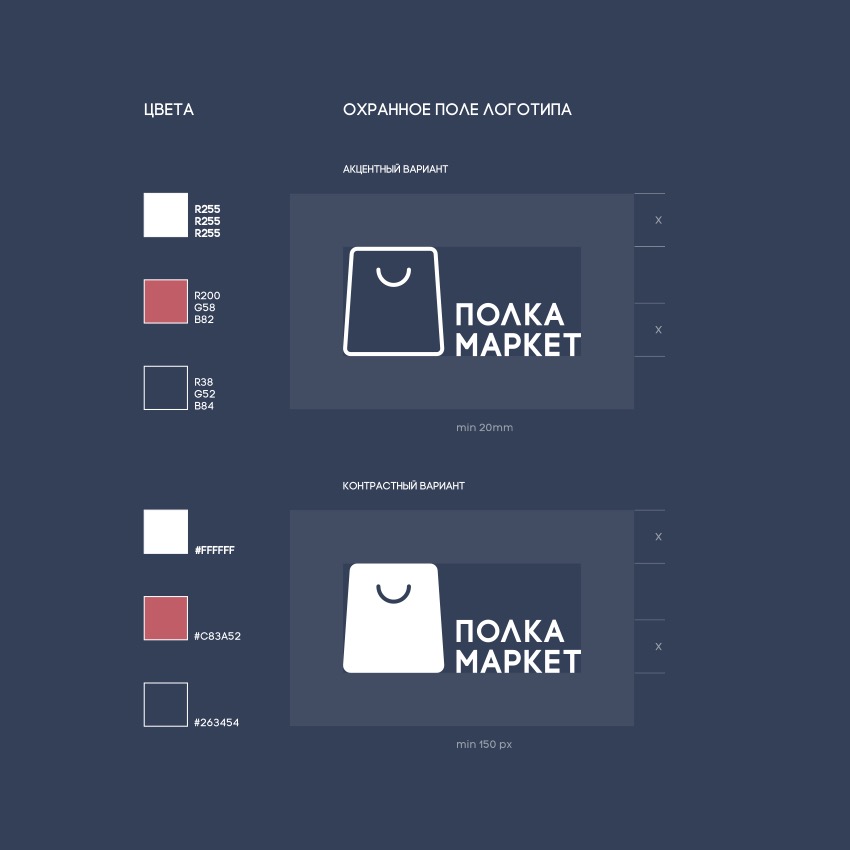 ЦВЕТА
ОХРАННОЕ ПОЛЕ ЛОГОТИПА
АКЦЕНТНЫЙ ВАРИАНТ
R255
R255
R255
R200
G58
B82
R38
G52
B84
X
X
ПОЛКА
МАРКЕТ
min 20mm
КОНТРАСТНЫЙ ВАРИАНТ
#FFFFFF
#C83A52
#263454
X
X
ПОЛКА
МАРКЕТ
min 150 px